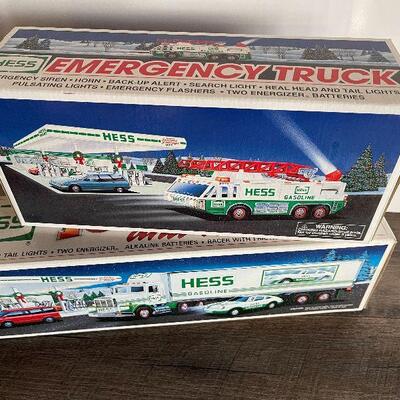 HESS EMERGENCY TRUCK
EMERGENCY SIREN • HORN • BACK-UP ALERT • SEARCH LIGHT • REAL HEAD AND TAIL LIGHTS
PULSATING LIGHTS • EMERGENCY FLASHERS • TWO ENERGIZER BATTERIES
HESS
HESS
GASOLINE
WARNING:
TAIL LIGHTS • TWO ENERGIZER ALKALINE BATTERIES • RACER WITH
HESS
HESS
GASOLINE